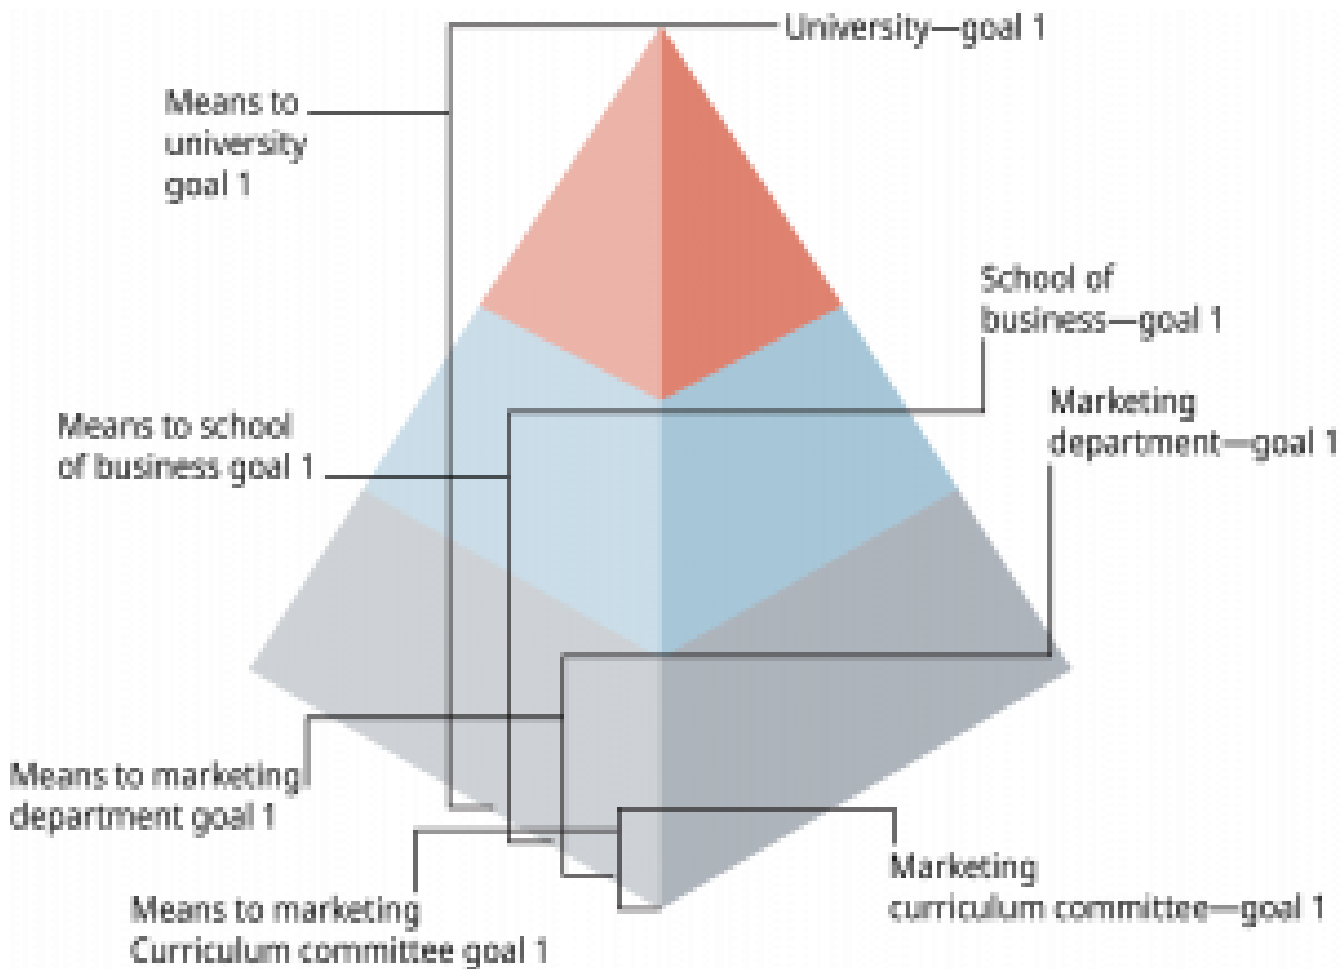 University—goal 1
Means to
university
goal 1
School of
business—goal 1
Marketing
department—goal 1
Means to school
of business goal 1
Means to marketing
department goal 1
Marketing
curriculum committee—goal 1
Means to marketing
Curriculum committee goal 1